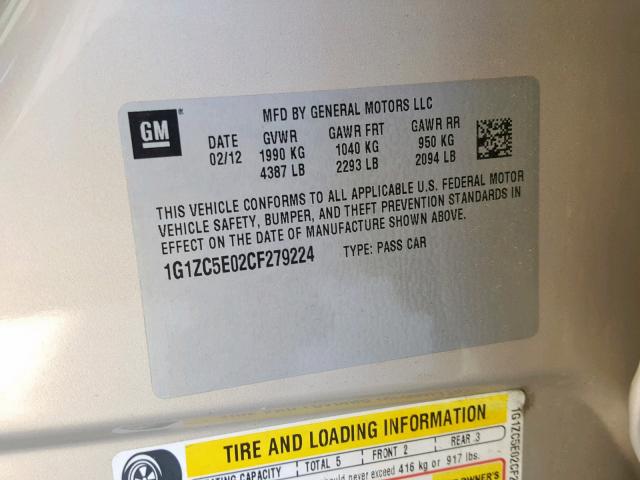 GM
MFD BY GENERAL MOTORS LLC
DATE GVWR GAWR FRT GAWR RR
02/12 1990 KG 1040 KG 950 KG
4387 LB 2293 LB 2094 LB
THIS VEHICLE CONFORMS TO ALL APPLICABLE U.S. FEDERAL MOTOR
VEHICLE SAFETY, BUMPER, AND THEFT PREVENTION STANDARDS IN
EFFECT ON THE DATE OF MANUFACTURE SHOWN ABOVE.
1G1ZC5E02CF279224 TYPE: PASS CAR
TIRE AND LOADING INFORMATION
CAPACITY TOTAL 5 FRONT 2 REAR 3
never exceed 416 kg or 917 lbs.
OWNER'S
1G1ZC5E02CF2